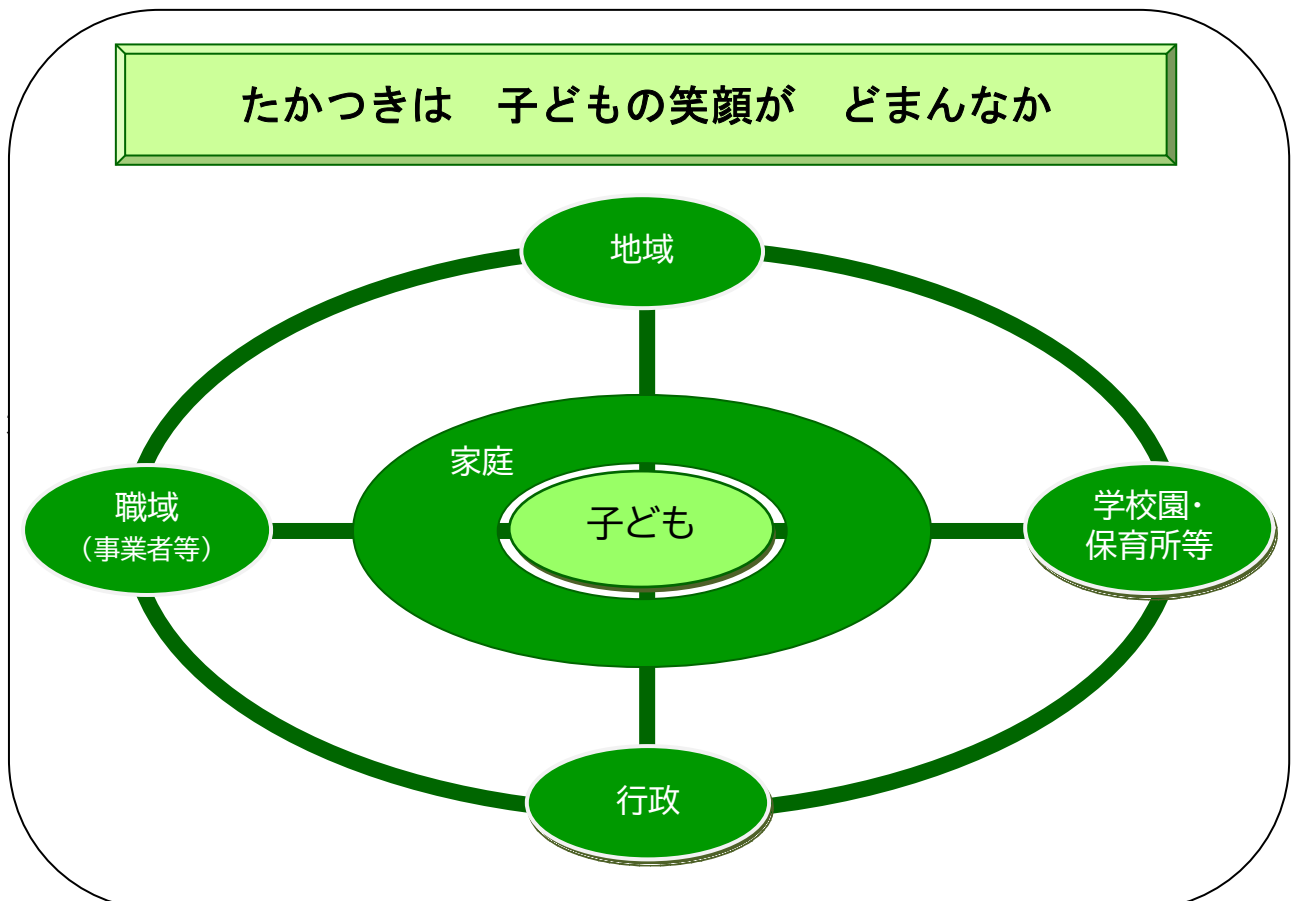 たかつきは　子どもの笑顔が　どまんなか
地域
家庭
子ども
職域
（事業者等）
学校園･
保育所等
行政